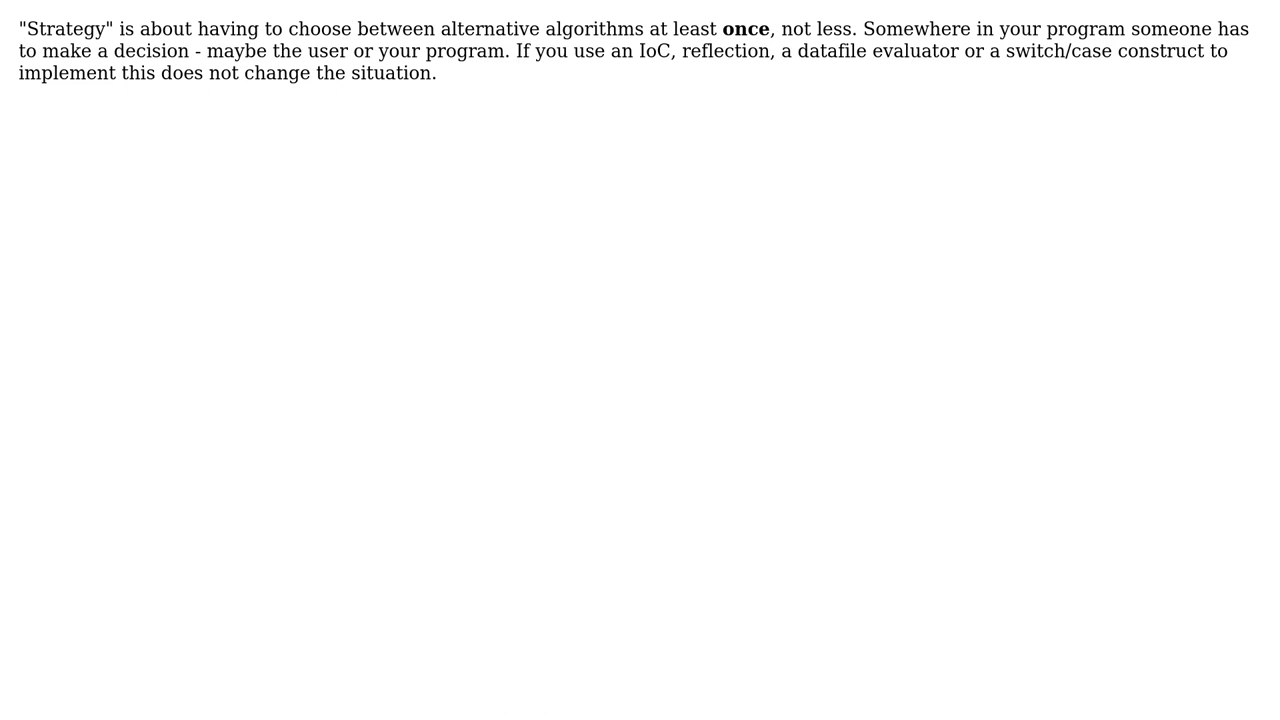 "Strategy" is about having to choose between alternative algorithms at least once, not less. Somewhere in your program someone has
to make a decision - maybe the user or your program. If you use an IoC, reflection, a datafile evaluator or a switch/case construct to
implement this does not change the situation.